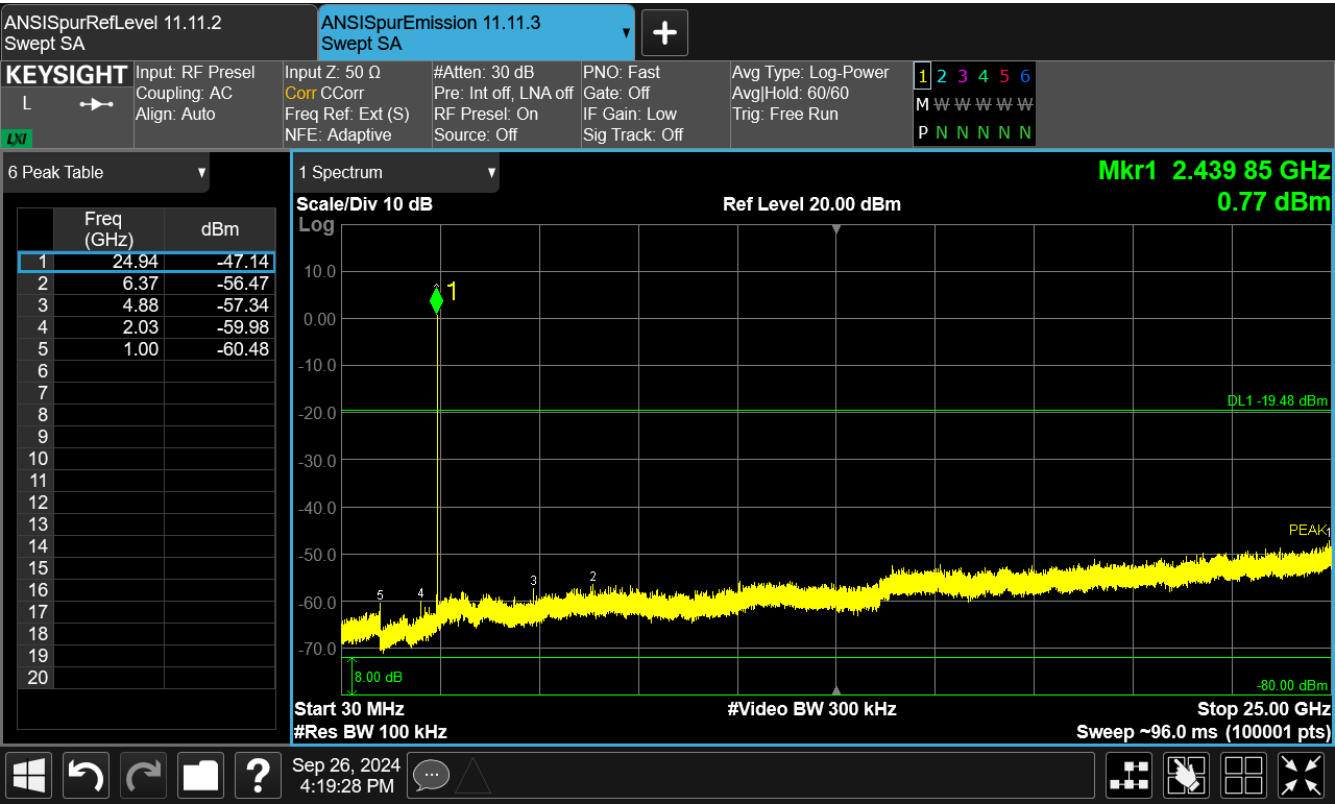 ANSISpurRefLevel 11.11.2
Swept SA
ANSISpurEmission 11.11.3
Swept SA
KEYSIGHT
L
LXI
Input: RF Presel
Coupling: AC
Align: Auto
Input Z: 50 Ω
Corr CCorr
Freq Ref: Ext (S)
NFE: Adaptive
#Atten: 30 dB
Pre: Int off, LNA off
RF Presel: On
Source: Off
PNO: Fast
Gate: Off
IF Gain: Low
Sig Track: Off
Avg Type: Log-Power
Avg|Hold: 60/60
Trig: Free Run
1 2 3 4 5 6
M W W W W W
P N N N N N
6 Peak Table
Freq (GHz) dBm
1 24.94 -47.14
2 6.37 -56.47
3 4.88 -57.34
4 2.03 -59.98
5 1.00 -60.48
6
7
8
9
10
11
12
13
14
15
16
17
18
19
20
1 Spectrum
Mkr1 2.439 85 GHz
0.77 dBm
Scale/Div 10 dB
Ref Level 20.00 dBm
Log
10.0
0.00
-10.0
-20.0
-30.0
-40.0
-50.0
-60.0
-70.0
1
DL1 -19.48 dBm
PEAK1
2
3
4
5
8.00 dB
-80.00 dBm
Start 30 MHz
#Video BW 300 kHz
Stop 25.00 GHz
#Res BW 100 kHz
Sweep ~96.0 ms (100001 pts)
?
Sep 26, 2024
4:19:28 PM